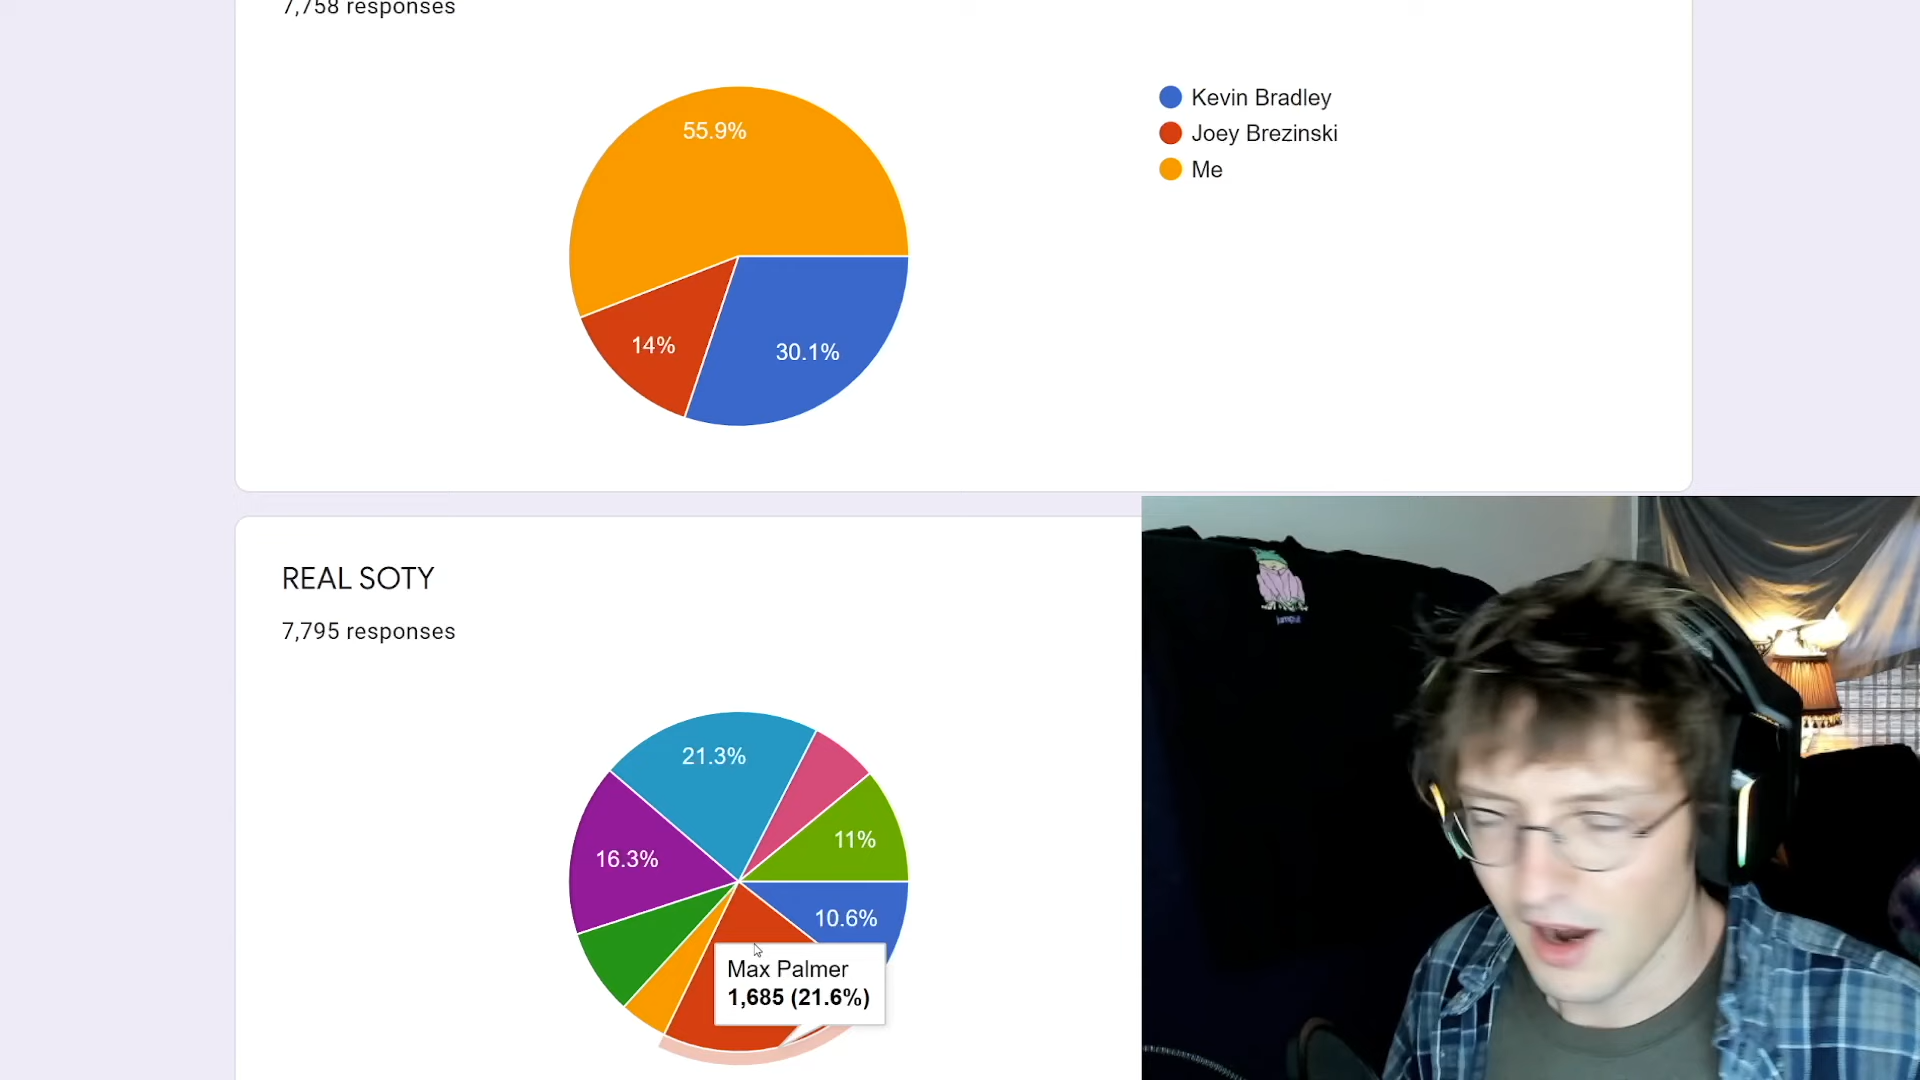 7,758 responses
55.9%
14%
30.1%
Kevin Bradley
Joey Brezinski
Me
REAL SOTY
7,795 responses
21.3%
11%
16.3%
10.6%
Max Palmer
1,685 (21.6%)